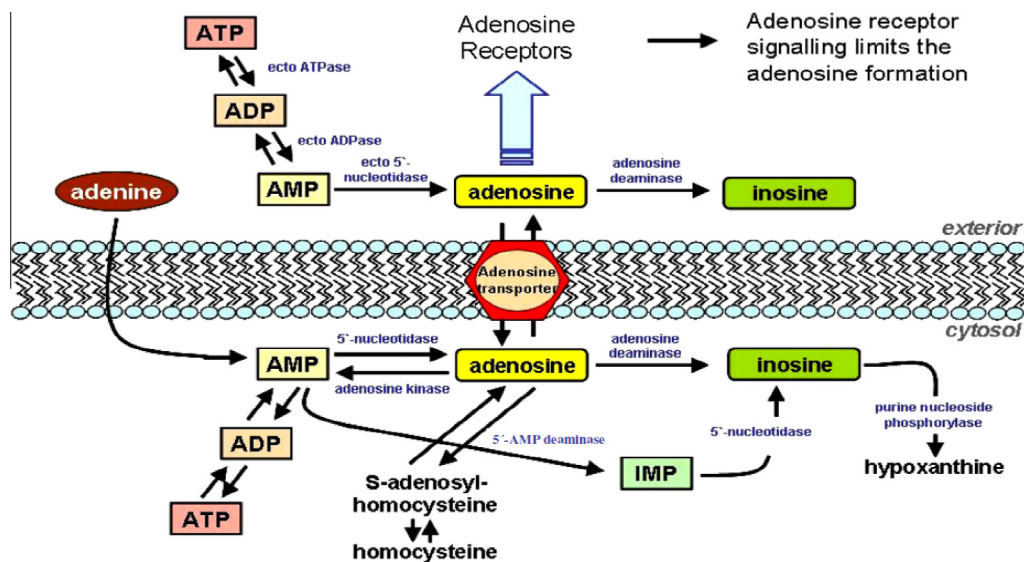 ATP
ecto ATPase
ADP
ecto ADPase
AMP
ecto 5`-
nucleotidase
Adenosine
Receptors
Adenosine receptor
signalling limits the
adenosine formation
adenine
adenosine
adenosine
deaminase
inosine
exterior
Adenosine
transporter
cytosol
AMP
5`-nucleotidase
adenosine kinase
adenosine
adenosine
deaminase
inosine
purine nucleoside
phosphorylase
hypoxanthine
ADP
ATP
5´-AMP deaminase
IMP
5`-nucleotidase
S-adenosyl-
homocysteine
homocysteine